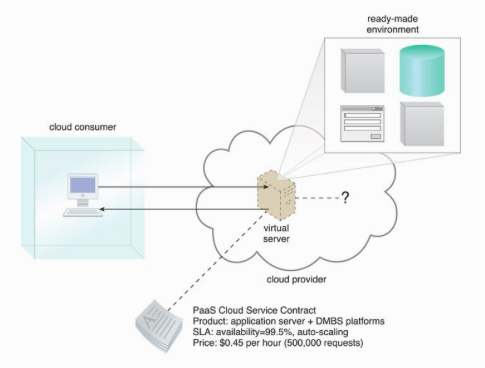 ready-made
environment
cloud consumer
?
virtual
server
cloud provider
A
PaaS Cloud Service Contract
Product: application server + DMBS platforms
SLA: availability=99.5%, auto-scaling
Price: $0.45 per hour (500,000 requests)